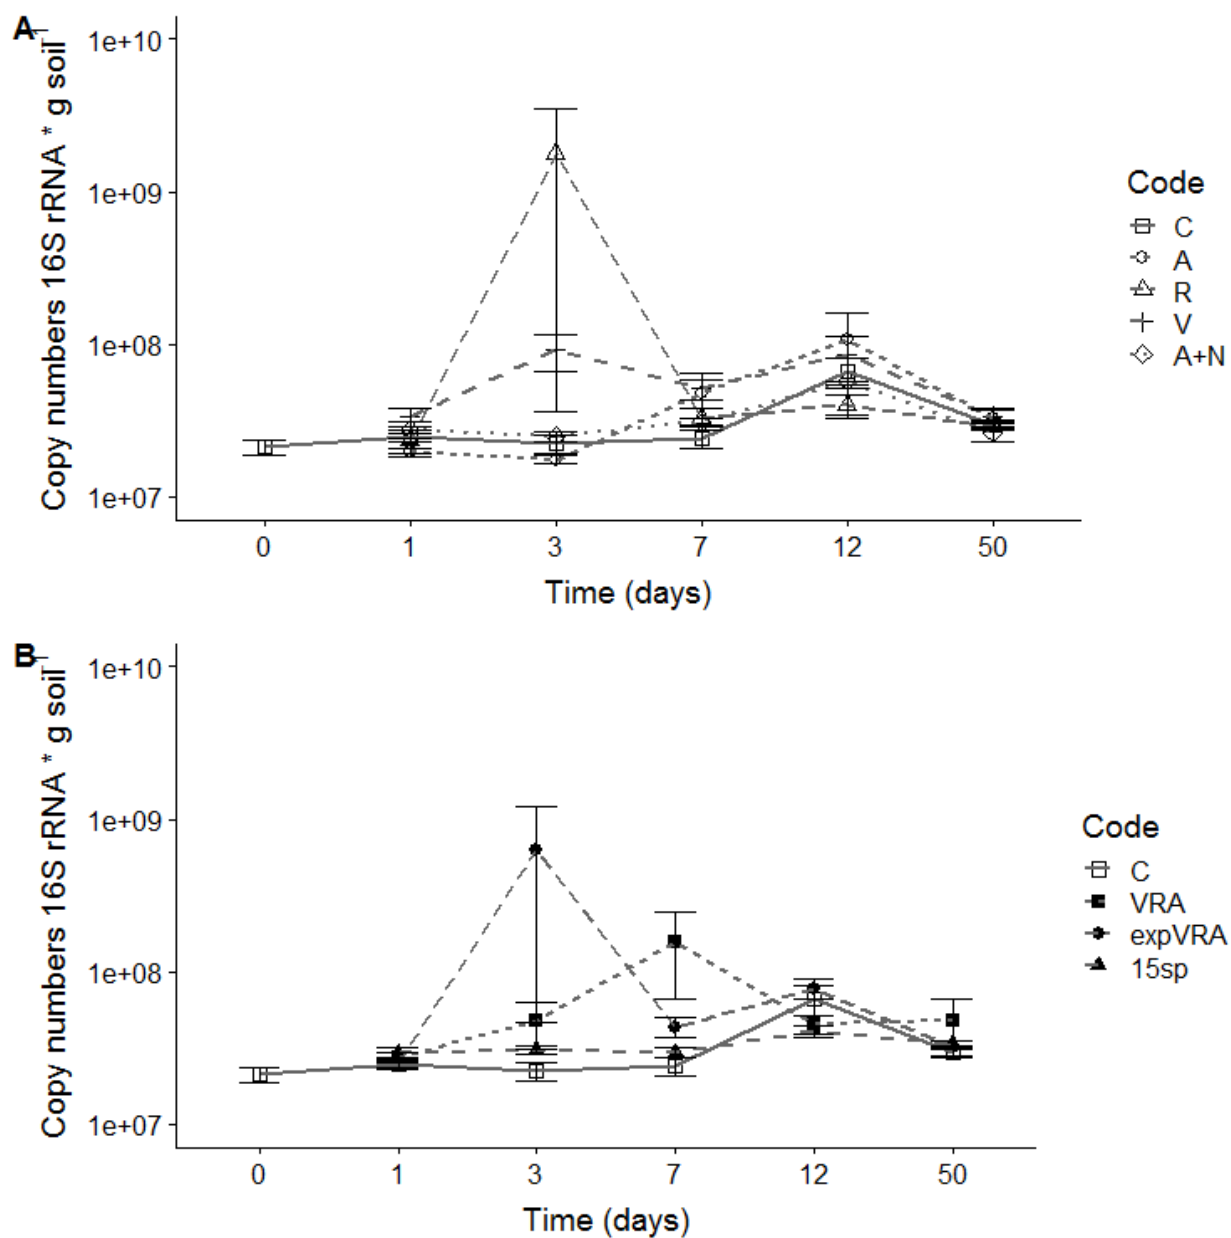 A
Copy numbers 16S rRNA * g soil¯
1e+10
1e+09
1e+08
1e+07
0 1 3 7 12 50
Time (days)
Code
C
A
R
V
A+N
B
Copy numbers 16S rRNA * g soil¯
1e+10
1e+09
1e+08
1e+07
0 1 3 7 12 50
Time (days)
Code
C
VRA
expVRA
15sp